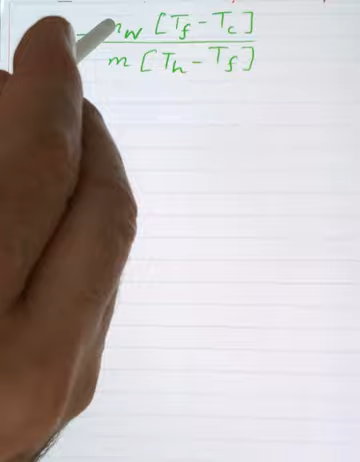 m_w [T_f - T_c]
m [T_h - T_f]